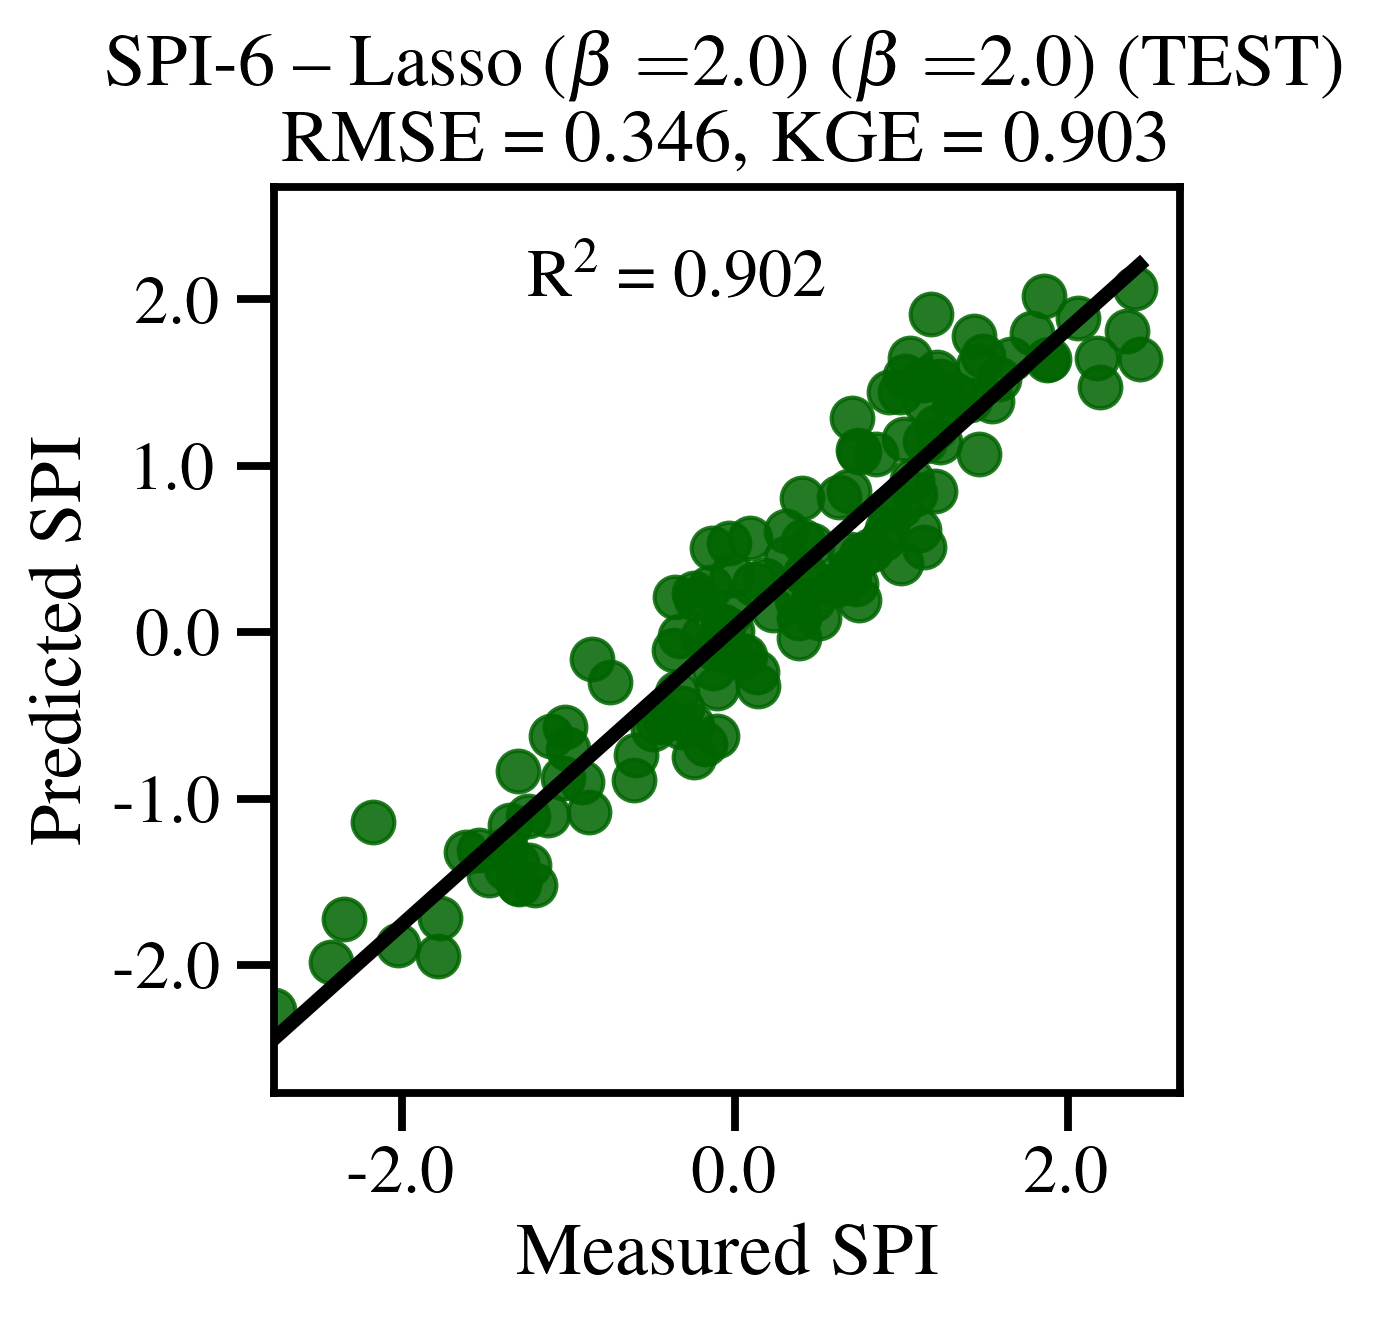 SPI-6 – Lasso (β =2.0) (β =2.0) (TEST)
RMSE = 0.346, KGE = 0.903
R² = 0.902
2.0
1.0
0.0
-1.0
-2.0
Predicted SPI
-2.0 0.0 2.0
Measured SPI